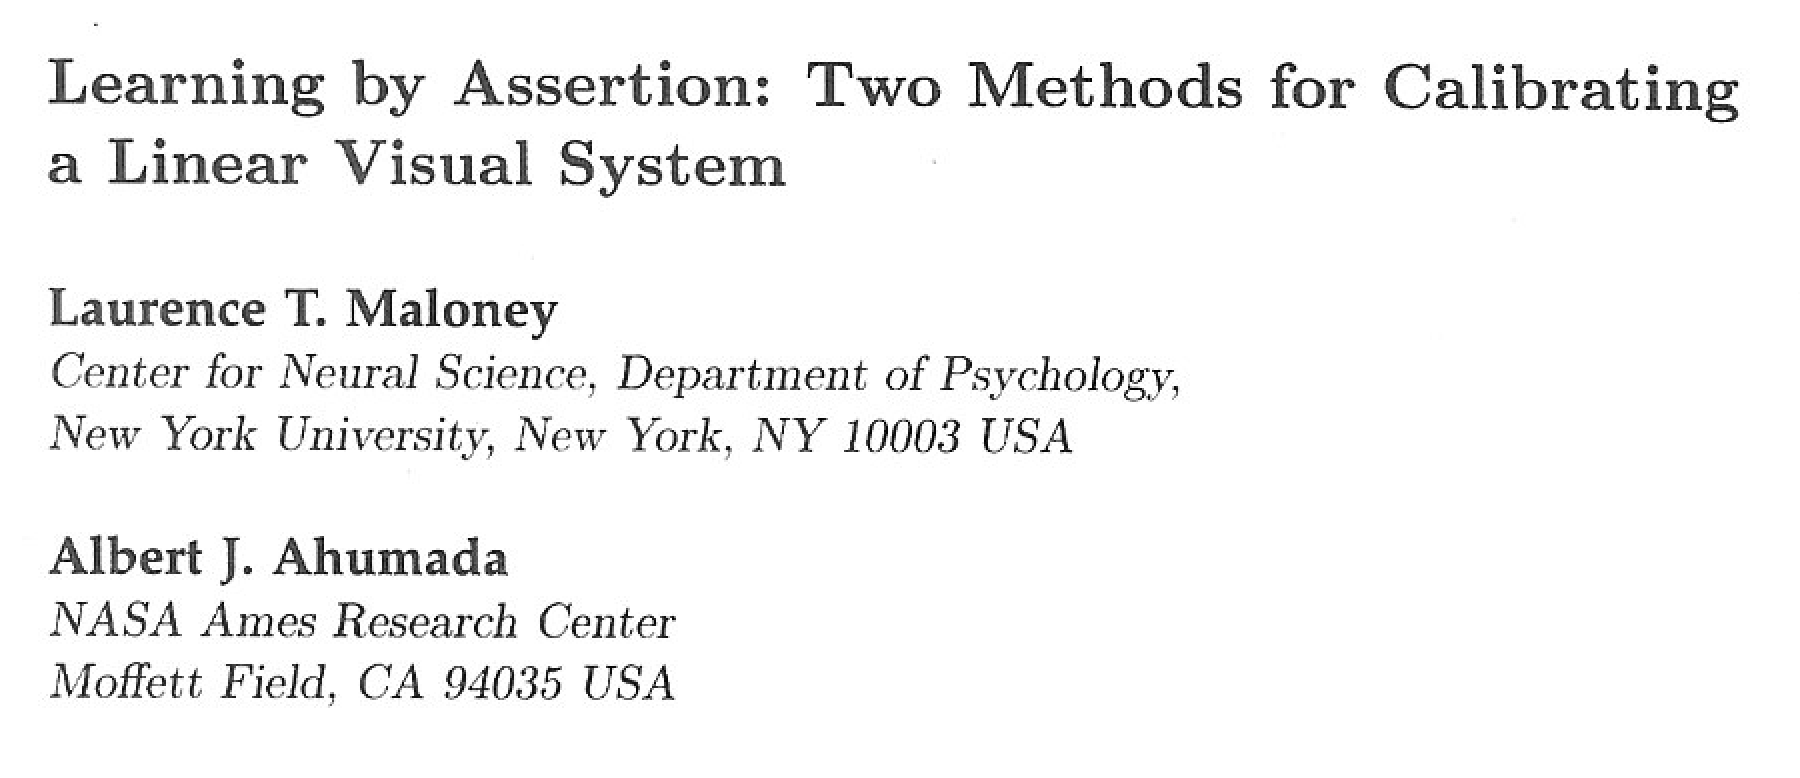 Learning by Assertion: Two Methods for Calibrating
a Linear Visual System
Laurence T. Maloney
Center for Neural Science, Department of Psychology,
New York University, New York, NY 10003 USA
Albert J. Ahumada
NASA Ames Research Center
Moffett Field, CA 94035 USA